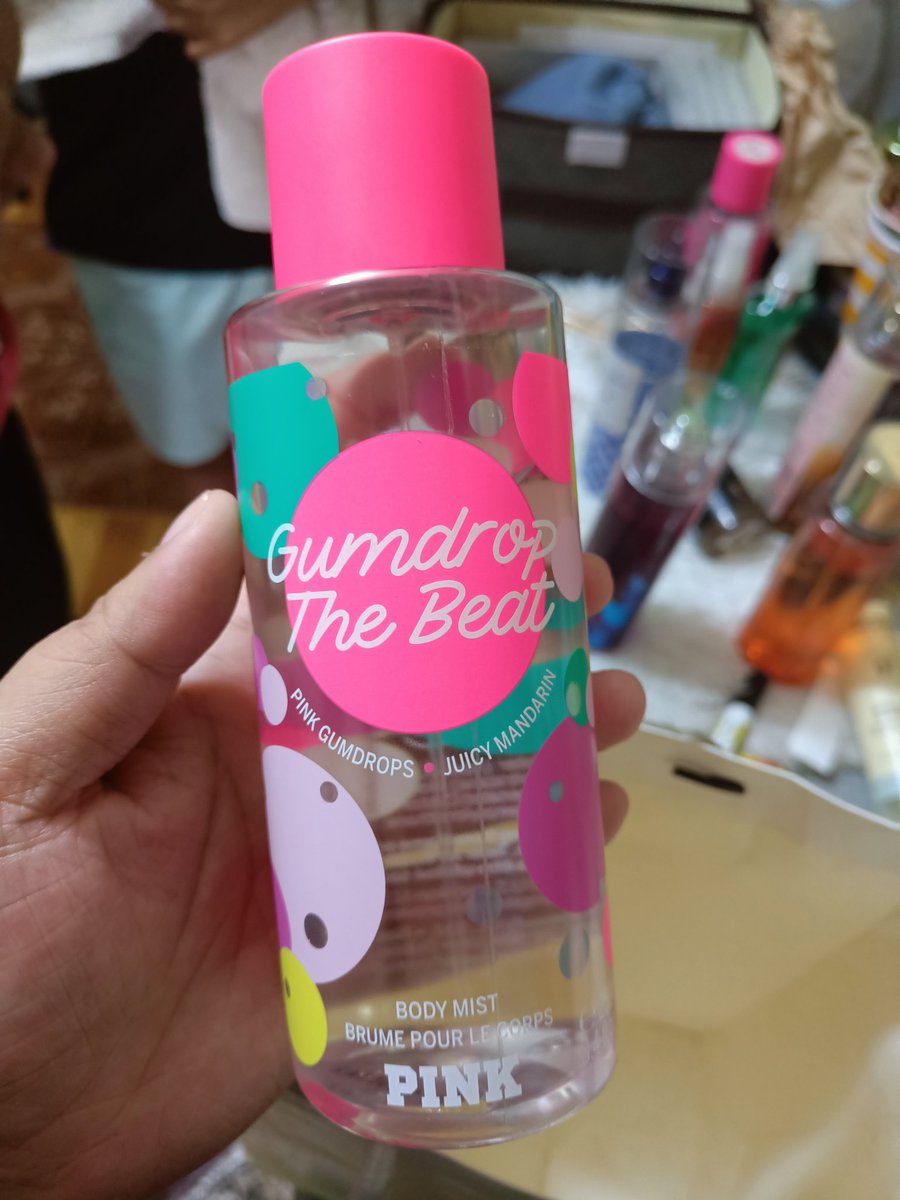 Gumdrop
The Beat
PINK GUMDROPS • JUICY MANDARIN
BODY MIST
BRUME POUR LE CORPS
PINK